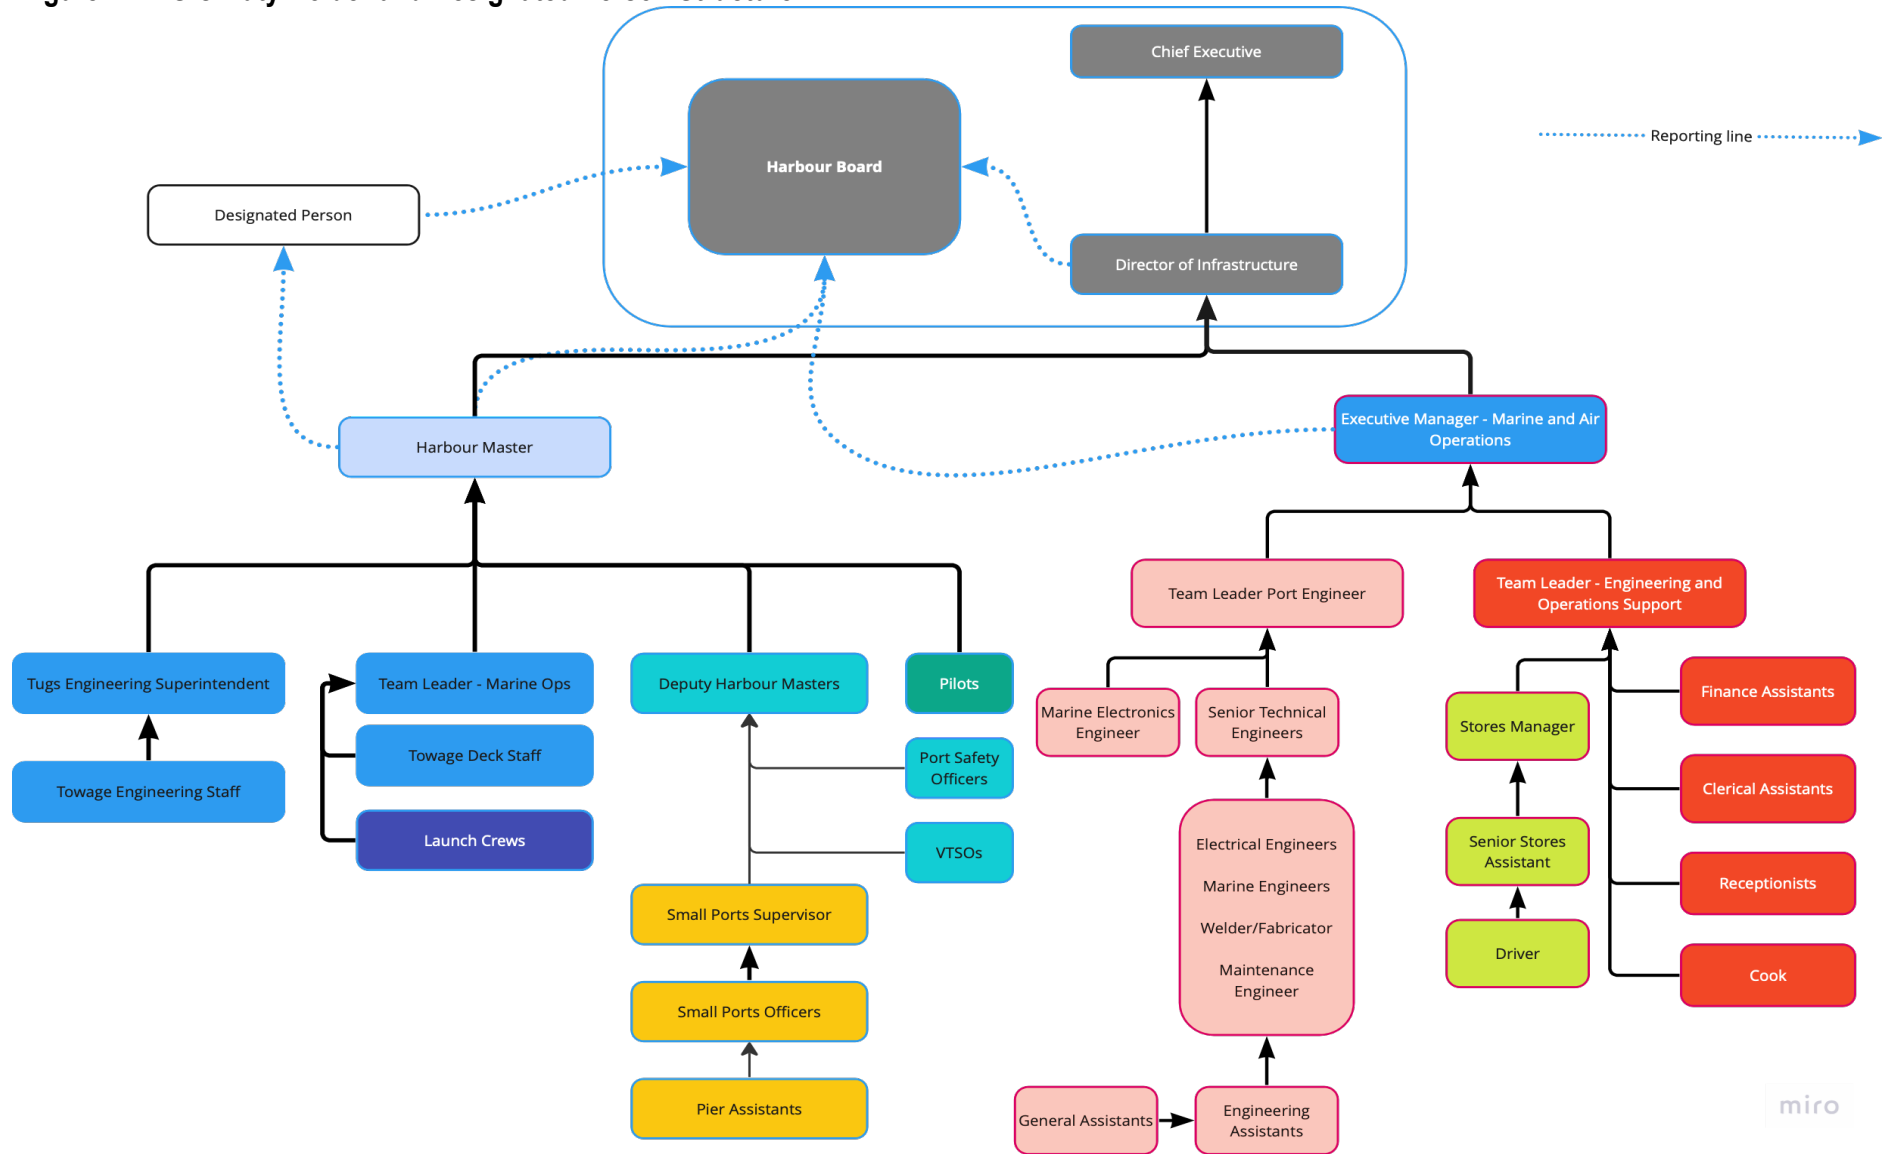 Chief Executive
Harbour Board
Reporting line
Designated Person
Director of Infrastructure
Executive Manager - Marine and Air
Operations
Harbour Master
Team Leader Port Engineer
Team Leader - Engineering and
Operations Support
Tugs Engineering Superintendent
Team Leader - Marine Ops
Deputy Harbour Masters
Pilots
Marine Electronics
Engineer
Senior Technical
Engineers
Stores Manager
Finance Assistants
Towage Engineering Staff
Towage Deck Staff
Port Safety
Officers
Clerical Assistants
Launch Crews
VTSOs
Electrical Engineers
Marine Engineers
Welder/Fabricator
Maintenance
Engineer
Senior Stores
Assistant
Receptionists
Small Ports Supervisor
Driver
Cook
Small Ports Officers
Pier Assistants
General Assistants
Engineering
Assistants
miro